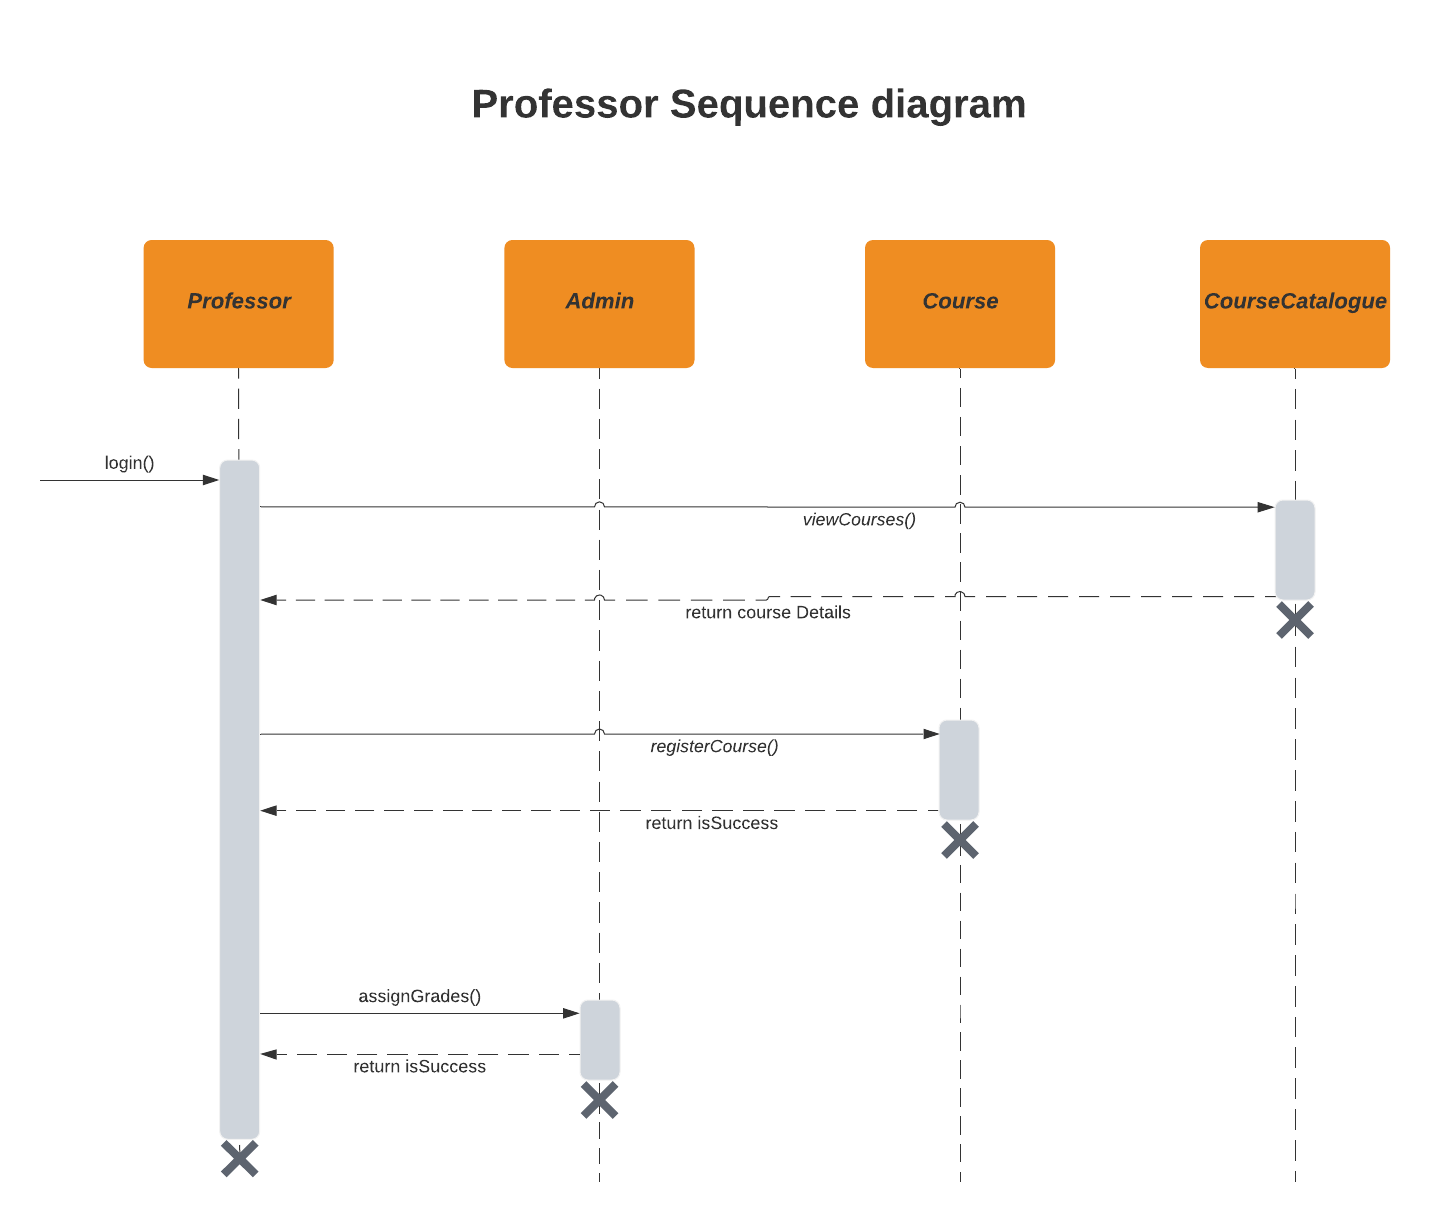 Professor Sequence diagram
Professor
Admin
Course
CourseCatalogue
login()
viewCourses()
return course Details
registerCourse()
return isSuccess
assignGrades()
return isSuccess